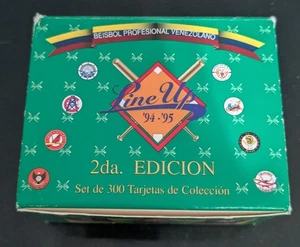 BEISBOL PROFESIONAL VENEZOLANO
Line Up
'94-'95
2da. EDICION
Set de 300 Tarjetas de Colección